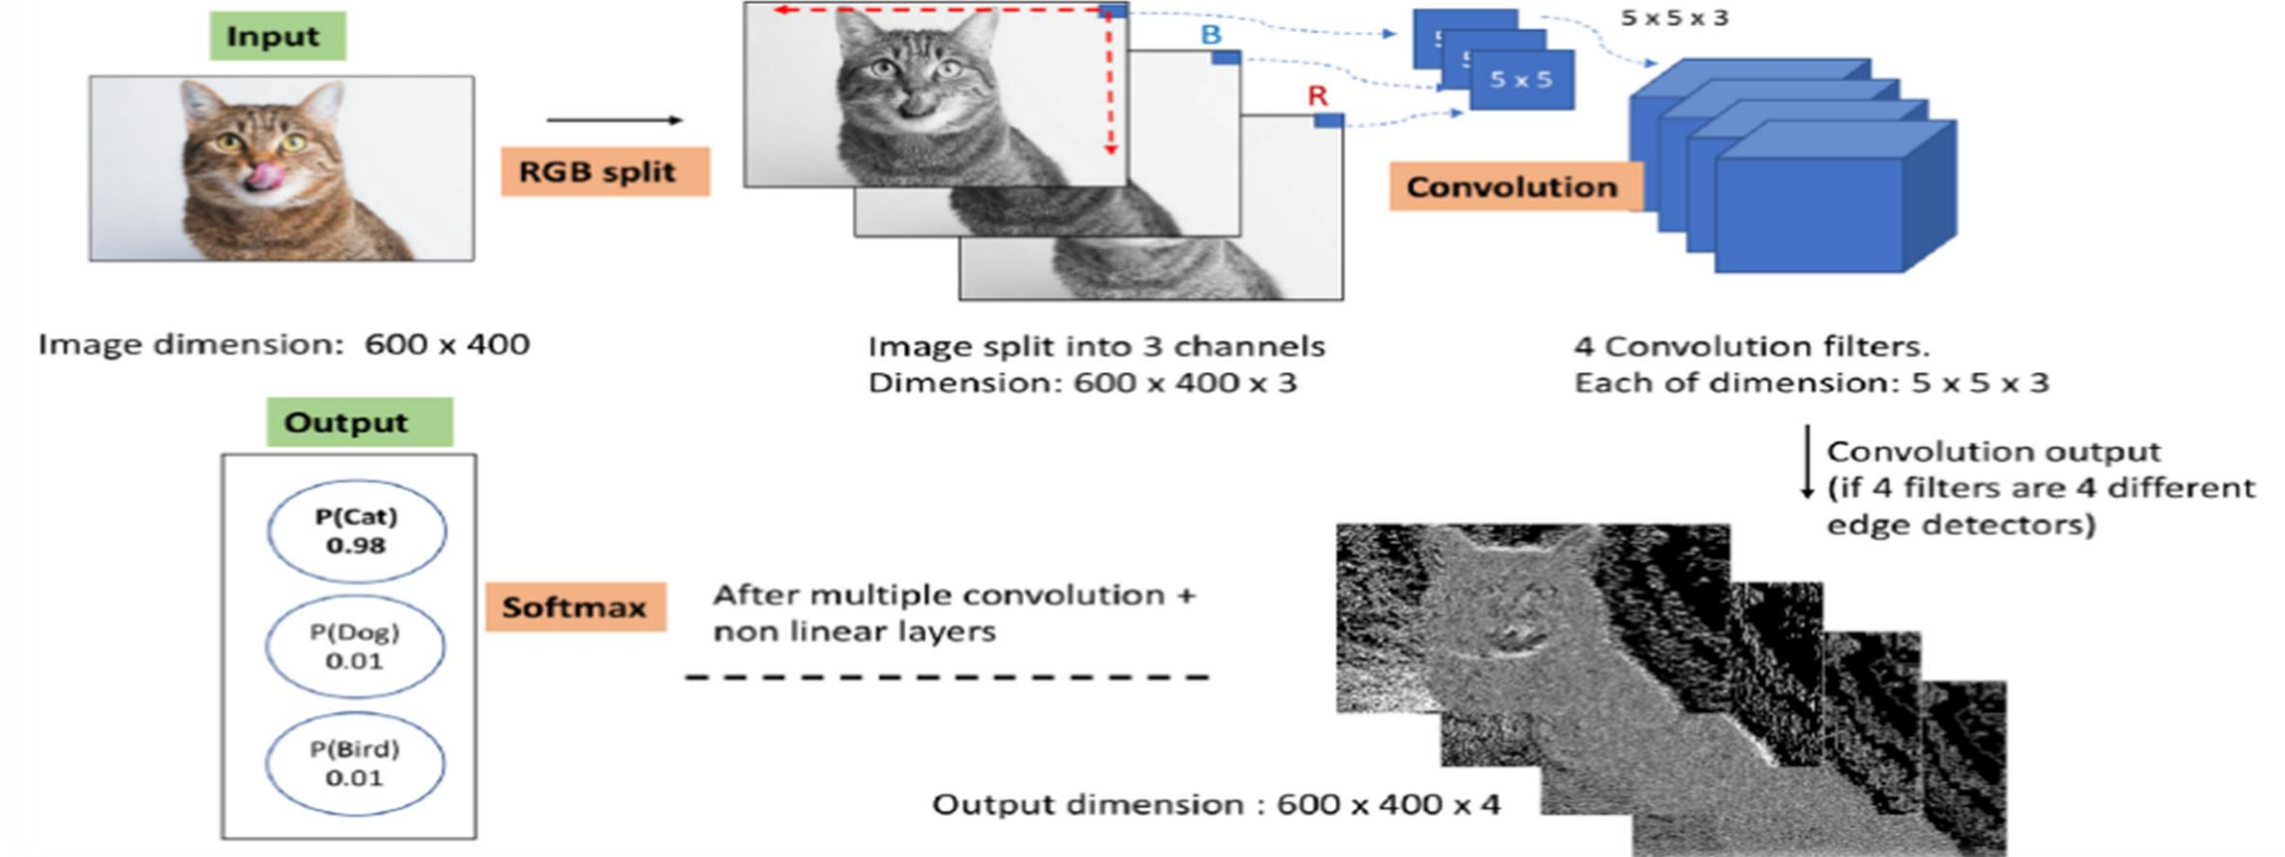 Input
RGB split
B
R
5
5
5 x 5
5 x 5 x 3
Convolution
Image dimension: 600 x 400
Image split into 3 channels
Dimension: 600 x 400 x 3
4 Convolution filters.
Each of dimension: 5 x 5 x 3
Convolution output
(if 4 filters are 4 different
edge detectors)
Output
P(Cat)
0.98
P(Dog)
0.01
P(Bird)
0.01
Softmax
After multiple convolution +
non linear layers
Output dimension : 600 x 400 x 4